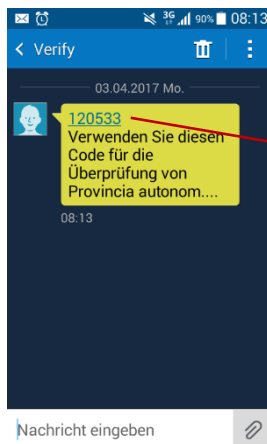 3G 90% 08:13
Verify
03.04.2017 Mo.
120533
Verwenden Sie diesen
Code für die
Überprüfung von
Provincia autonom....
08:13
Nachricht eingeben